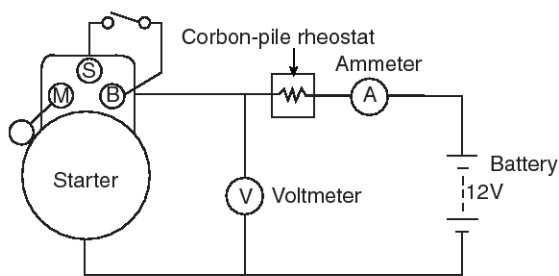 Corbon-pile rheostat
Ammeter
S
M
B
A
Battery
12V
Starter
V
Voltmeter